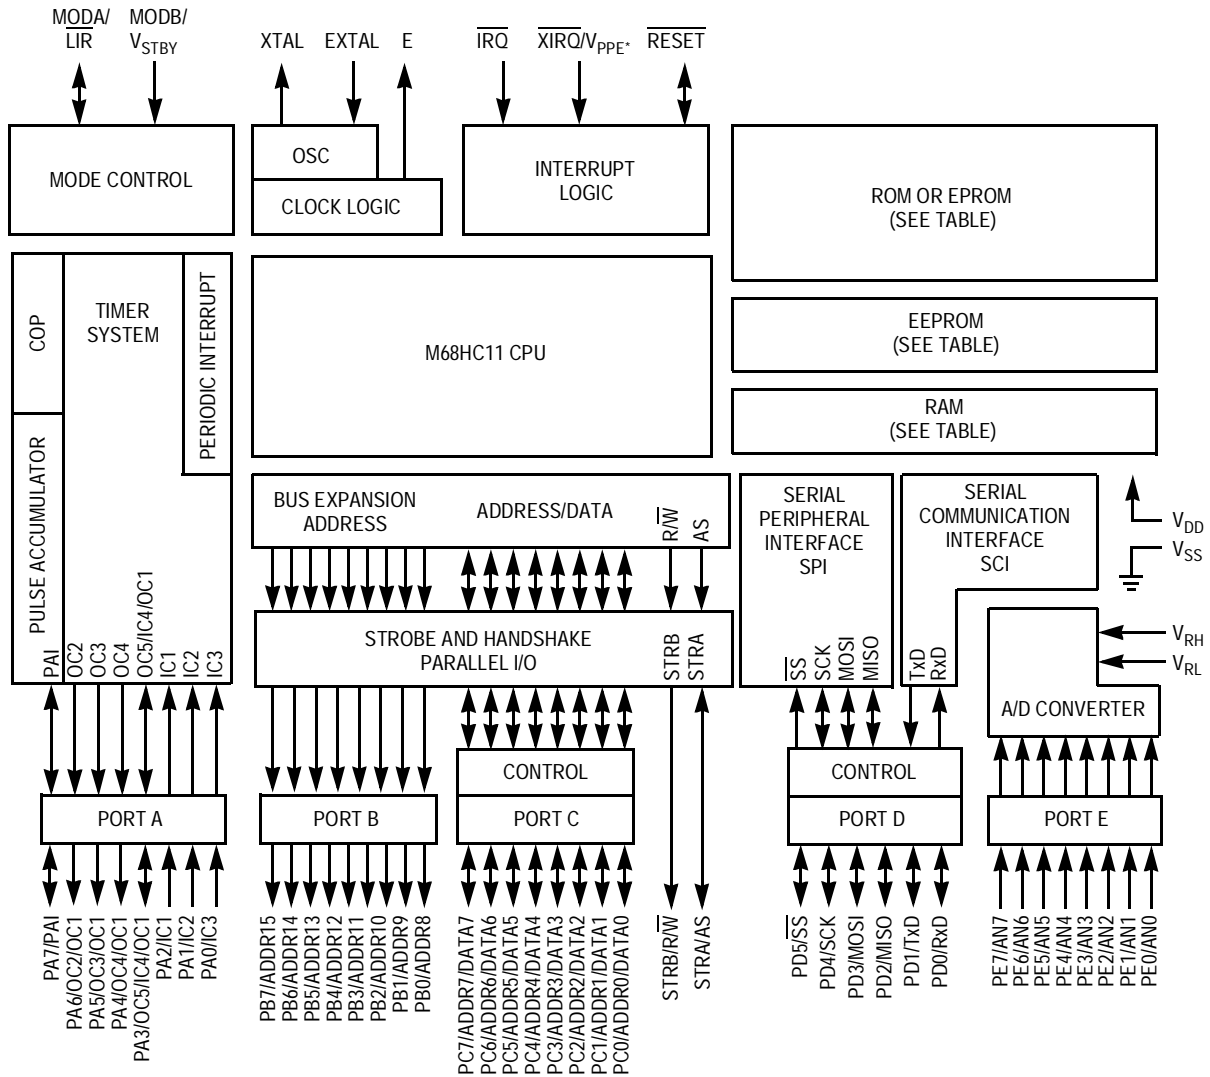 MODA/
LIR
MODB/
VSTBY
XTAL
EXTAL
E
IRQ
XIRQ/VPPE*
RESET
MODE CONTROL
OSC
CLOCK LOGIC
INTERRUPT
LOGIC
ROM OR EPROM
(SEE TABLE)
COP
TIMER
SYSTEM
PERIODIC INTERRUPT
M68HC11 CPU
EEPROM
(SEE TABLE)
RAM
(SEE TABLE)
PULSE ACCUMULATOR
PAI
OC2
OC3
OC4
OC5/IC4/OC1
IC1
IC2
IC3
BUS EXPANSION
ADDRESS
ADDRESS/DATA
R/W
AS
STROBE AND HANDSHAKE
PARALLEL I/O
STRB
STRA
SERIAL
PERIPHERAL
INTERFACE
SPI
SS
SCK
MOSI
MISO
SERIAL
COMMUNICATION
INTERFACE
SCI
TxD
RxD
VDD
VSS
VRH
VRL
A/D CONVERTER
CONTROL
CONTROL
PORT A
PORT B
PORT C
PORT D
PORT E
PA7/PAI
PA6/OC2/OC1
PA5/OC3/OC1
PA4/OC4/OC1
PA3/OC5/IC4/OC1
PA2/IC1
PA1/IC2
PA0/IC3
PB7/ADDR15
PB6/ADDR14
PB5/ADDR13
PB4/ADDR12
PB3/ADDR11
PB2/ADDR10
PB1/ADDR9
PB0/ADDR8
PC7/ADDR7/DATA7
PC6/ADDR6/DATA6
PC5/ADDR5/DATA5
PC4/ADDR4/DATA4
PC3/ADDR3/DATA3
PC2/ADDR2/DATA2
PC1/ADDR1/DATA1
PC0/ADDR0/DATA0
STRB/R/W
STRA/AS
PD5/SS
PD4/SCK
PD3/MOSI
PD2/MISO
PD1/TxD
PD0/RxD
PE7/AN7
PE6/AN6
PE5/AN5
PE4/AN4
PE3/AN3
PE2/AN2
PE1/AN1
PE0/AN0